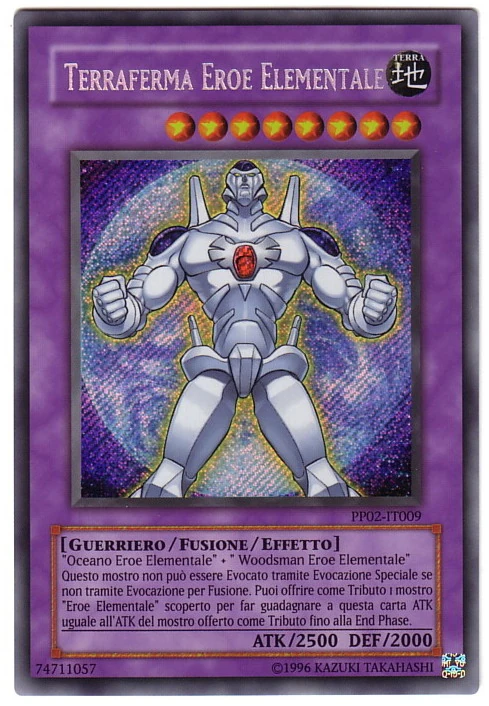 TERRAFERMA EROE ELEMENTALE
TERRA
地
PP02-IT009
[GUERRIERO/FUSIONE/EFFETTO]
"Oceano Eroe Elementale" + " Woodsman Eroe Elementale"
Questo mostro non può essere Evocato tramite Evocazione Speciale se
non tramite Evocazione per Fusione. Puoi offrire come Tributo 1 mostro
"Eroe Elementale" scoperto per far guadagnare a questa carta ATK
uguale all'ATK del mostro offerto come Tributo fino alla End Phase.
ATK/2500 DEF/2000
74711057
©1996 KAZUKI TAKAHASHI